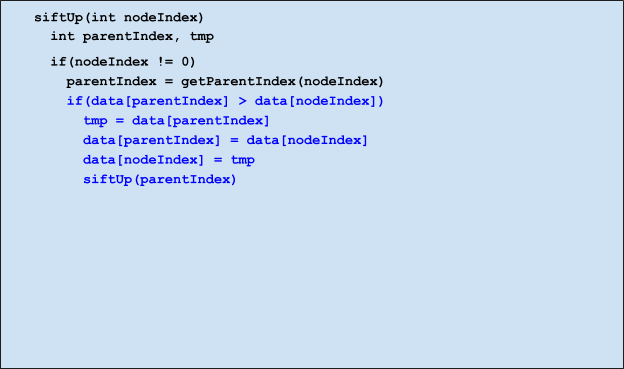 siftUp(int nodeIndex)
int parentIndex, tmp
if(nodeIndex != 0)
parentIndex = getParentIndex(nodeIndex)
if(data[parentIndex] > data[nodeIndex])
tmp = data[parentIndex]
data[parentIndex] = data[nodeIndex]
data[nodeIndex] = tmp
siftUp(parentIndex)